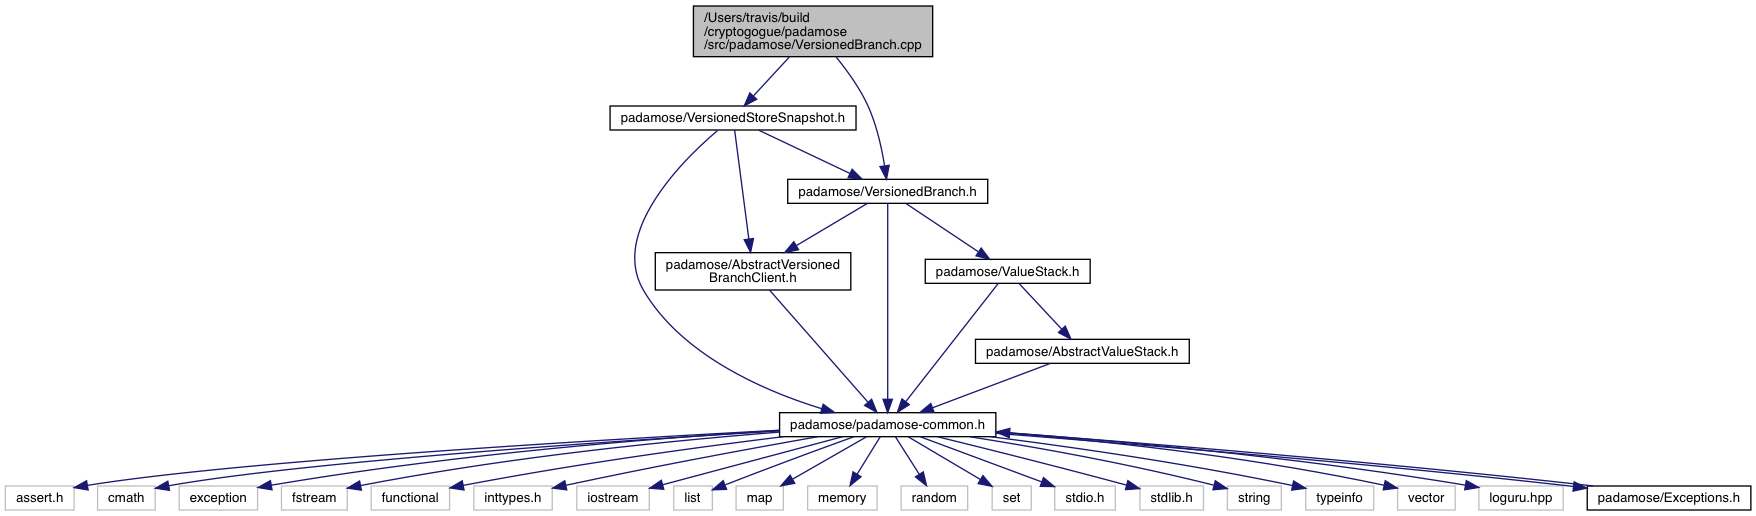 /Users/travis/build
/cryptogogue/padamose
/src/padamose/VersionedBranch.cpp
padamose/VersionedStoreSnapshot.h
padamose/VersionedBranch.h
padamose/AbstractVersioned
BranchClient.h
padamose/ValueStack.h
padamose/AbstractValueStack.h
padamose/padamose-common.h
assert.h
cmath
exception
fstream
functional
inttypes.h
iostream
list
map
memory
random
set
stdio.h
stdlib.h
string
typeinfo
vector
loguru.hpp
padamose/Exceptions.h